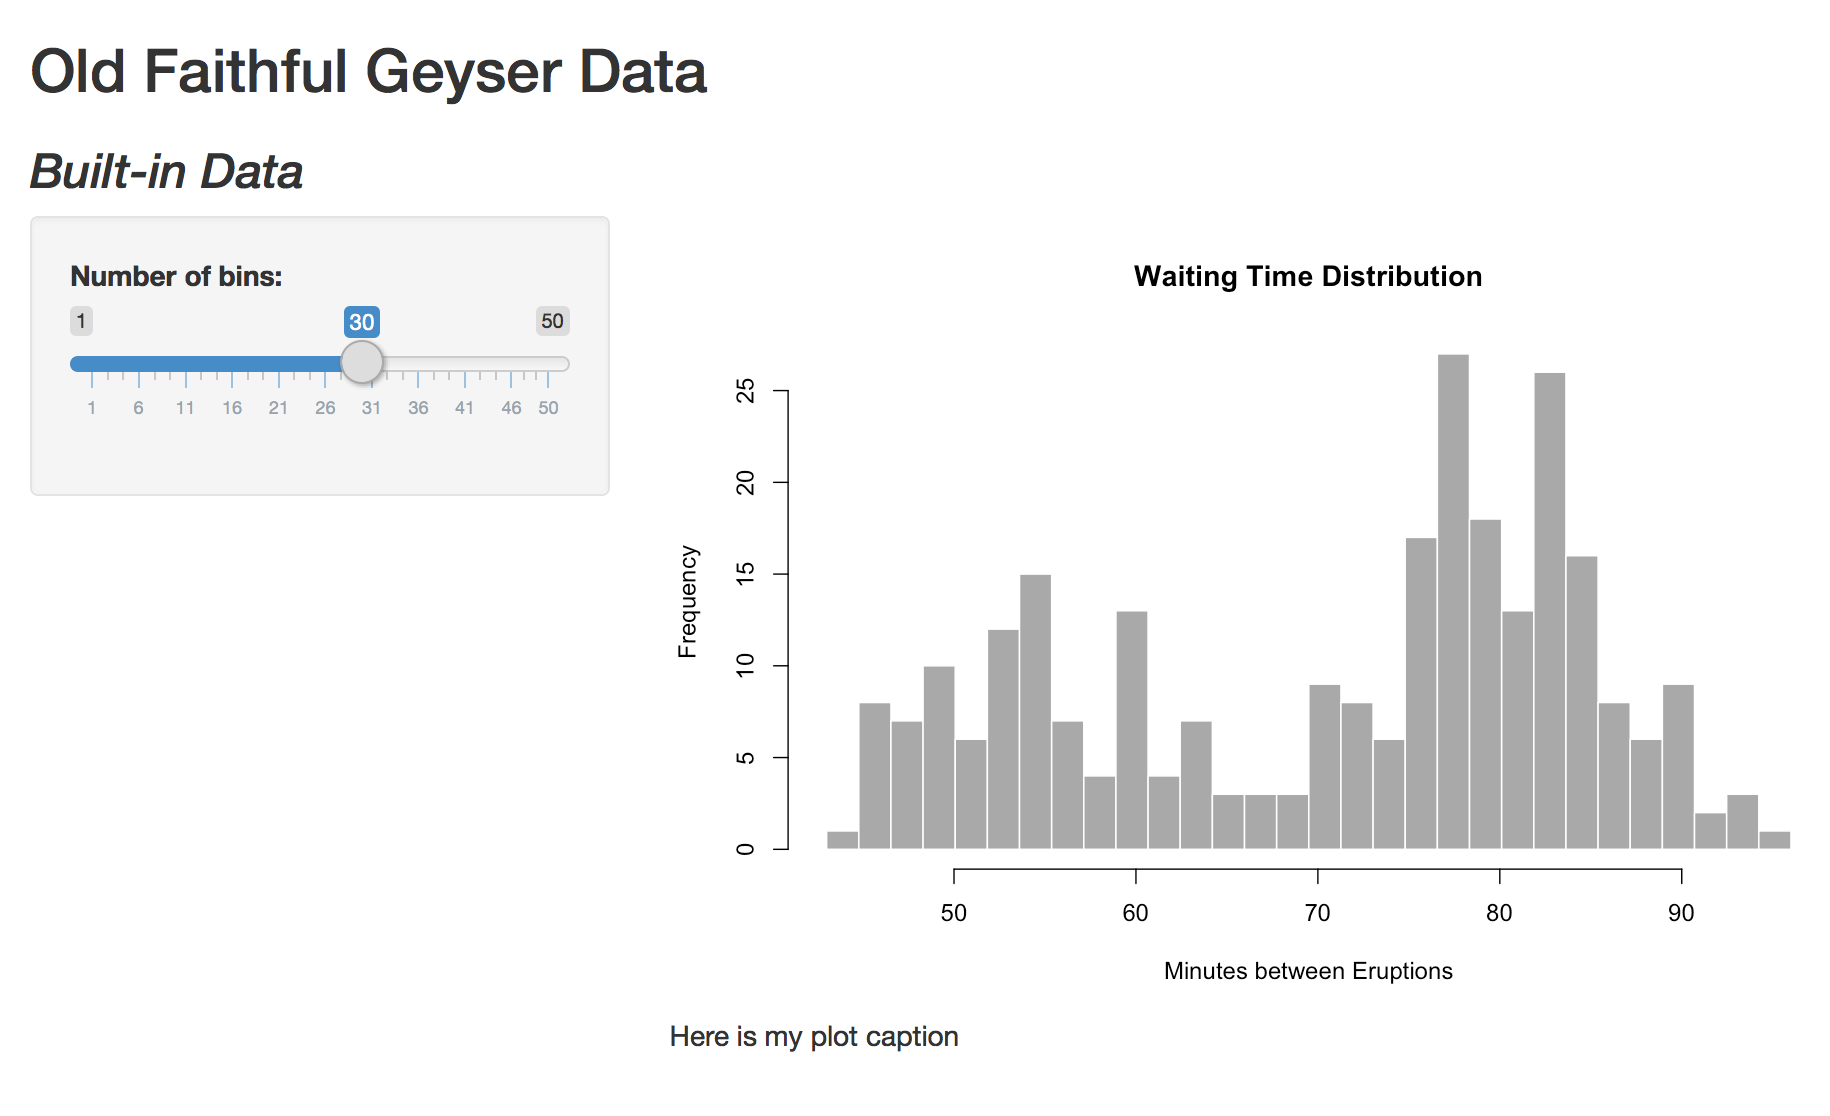 Old Faithful Geyser Data
Built-in Data
Number of bins:
1 30 50
1 6 11 16 21 26 31 36 41 46 50
Waiting Time Distribution
Frequency
25
20
15
10
5
0
50 60 70 80 90
Minutes between Eruptions
Here is my plot caption